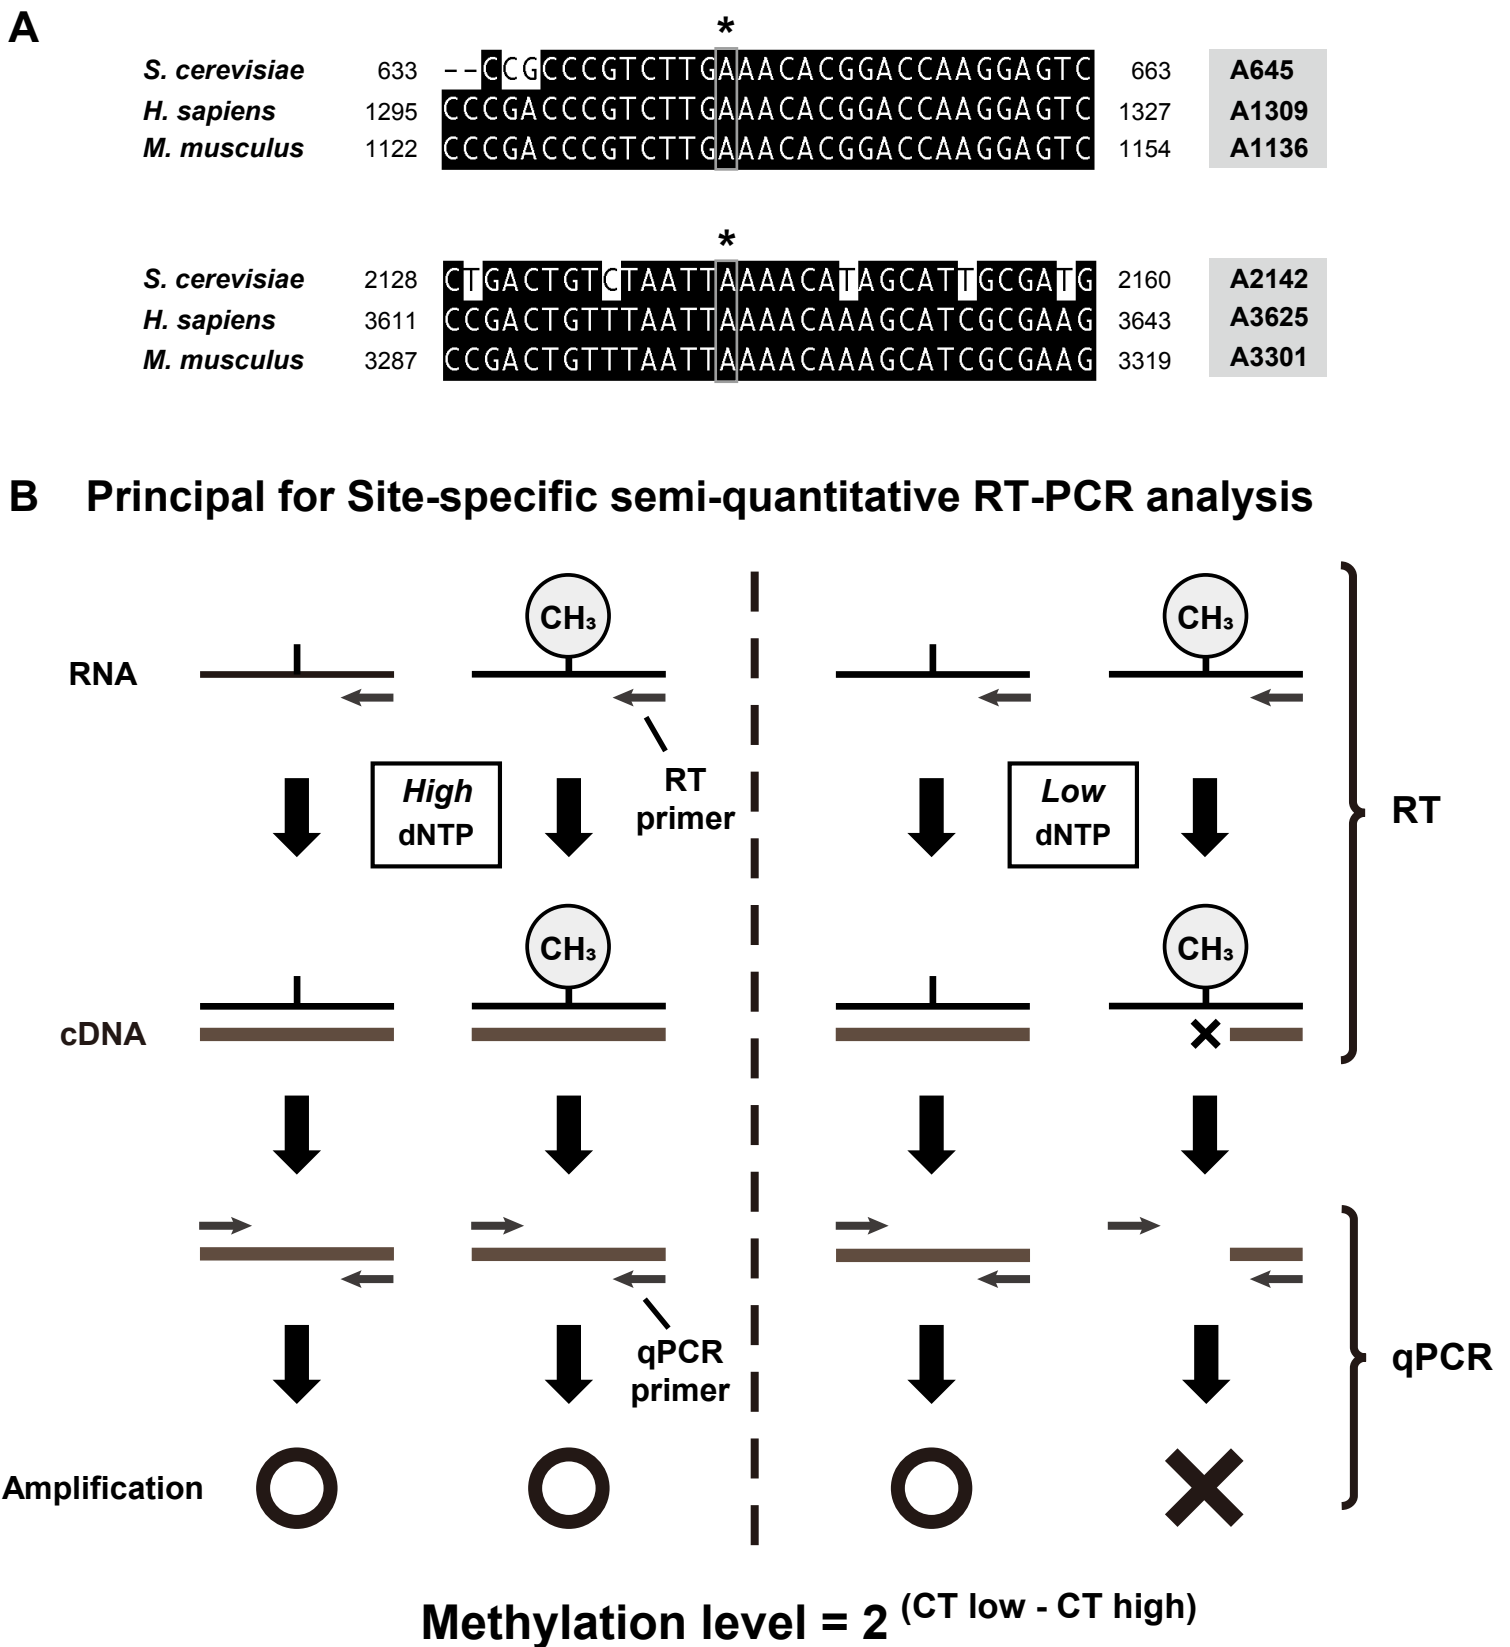 A
*
S. cerevisiae 633 --CCGCCCGTCTTGAAACACGGACCAAGGAGTC 663 A645
H. sapiens 1295 CCCGACCCGTCTTGAAACACGGACCAAGGAGTC 1327 A1309
M. musculus 1122 CCCGACCCGTCTTGAAACACGGACCAAGGAGTC 1154 A1136
*
S. cerevisiae 2128 CTGACTGTCTAATTAAAACATAGCATTGCGATG 2160 A2142
H. sapiens 3611 CCGACTGTTTAATTAAAACAAAGCATCGCGAAG 3643 A3625
M. musculus 3287 CCGACTGTTTAATTAAAACAAAGCATCGCGAAG 3319 A3301
B Principal for Site-specific semi-quantitative RT-PCR analysis
CH₃ CH₃
RNA
High
dNTP
RT
primer
Low
dNTP
RT
CH₃ CH₃
cDNA
qPCR
primer
qPCR
Amplification
Methylation level = 2 (CT low - CT high)